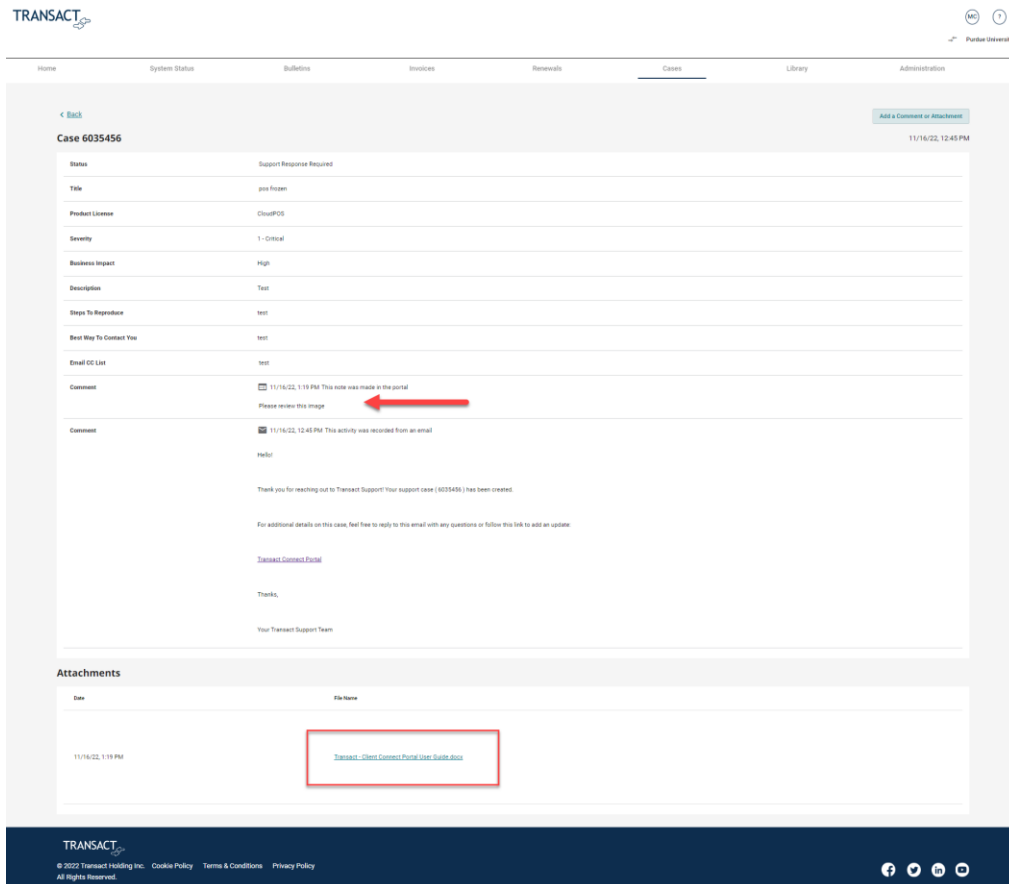 TRANSACT
MC ?
Purdue Universi
Home System Status Bulletins Invoices Renewals Cases Library Administration
Back
Add a Comment or Attachment
Case 6035456
11/16/22, 12:45 PM
Status Support Response Required
Title pos frozen
Product License CloudPOS
Severity 1 - Critical
Business Impact High
Description Test
Steps To Reproduce test
Best Way To Contact You test
Email CC List test
Comment 11/16/22, 1:19 PM This note was made in the portal
Please review this image
Comment 11/16/22, 12:45 PM This activity was recorded from an email
Hello!
Thank you for reaching out to Transact Support! Your support case ( 6035456 ) has been created.
For additional details on this case, feel free to reply to this email with any questions or follow this link to add an update:
Transact Connect Portal
Thanks,
Your Transact Support Team
Attachments
Date File Name
11/16/22, 1:19 PM Transact - Client Connect Portal User Guide.docx
TRANSACT
© 2022 Transact Holding Inc. Cookie Policy Terms & Conditions Privacy Policy
All Rights Reserved.